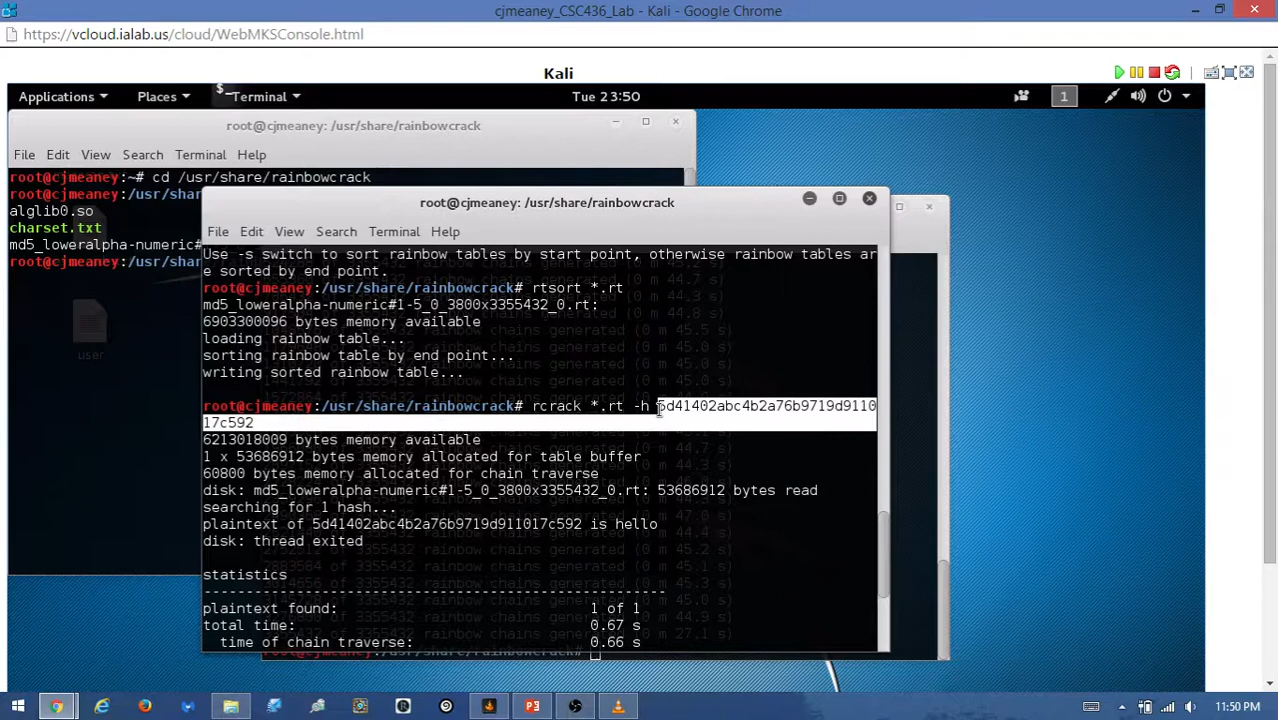 cjmeaney_CSC436_Lab - Kali - Google Chrome
https://vcloud.ialab.us/cloud/WebMKSConsole.html
Kali
Applications Places Terminal Tue 23:50 1
root@cjmeaney: /usr/share/rainbowcrack
File Edit View Search Terminal Help
root@cjmeaney:~# cd /usr/share/rainbowcrack
root@cjmeaney:/usr/shar
alglib0.so
charset.txt
md5_loweralpha-numeric#
root@cjmeaney:/usr/shar
user
root@cjmeaney: /usr/share/rainbowcrack
File Edit View Search Terminal Help
Use -s switch to sort rainbow tables by start point, otherwise rainbow tables ar
e sorted by end point.
root@cjmeaney:/usr/share/rainbowcrack# rtsort *.rt
md5_loweralpha-numeric#1-5_0_3800x3355432_0.rt:
6903300096 bytes memory available
loading rainbow table...
sorting rainbow table by end point...
writing sorted rainbow table...
root@cjmeaney:/usr/share/rainbowcrack# rcrack *.rt -h 5d41402abc4b2a76b9719d9110
17c592
6213018009 bytes memory available
1 x 53686912 bytes memory allocated for table buffer
60800 bytes memory allocated for chain traverse
disk: md5_loweralpha-numeric#1-5_0_3800x3355432_0.rt: 53686912 bytes read
searching for 1 hash...
plaintext of 5d41402abc4b2a76b9719d911017c592 is hello
disk: thread exited
statistics
-------------------------------------------------------
plaintext found: 1 of 1
total time: 0.67 s
time of chain traverse: 0.66 s
root@cjmeaney:/usr/share/rainbowcrack#
11:50 PM